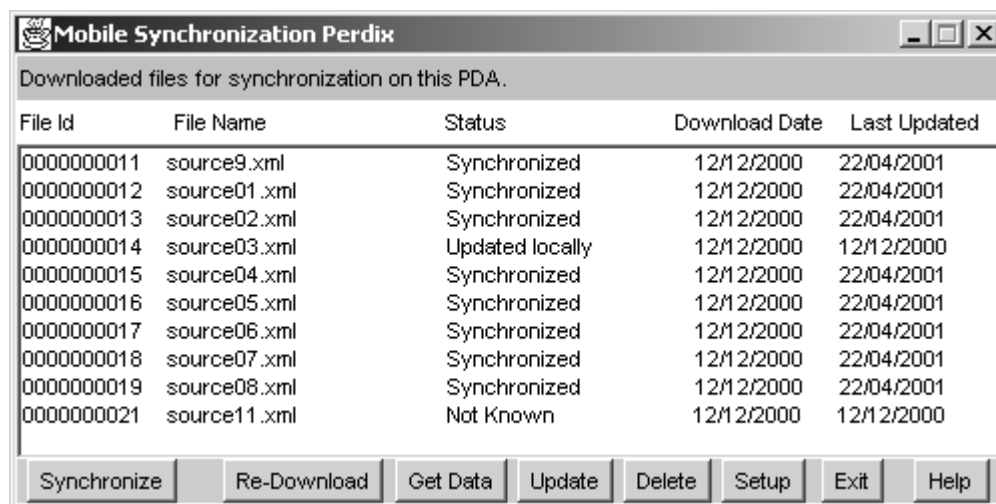 Mobile Synchronization Perdix
Downloaded files for synchronization on this PDA.
File Id File Name Status Download Date Last Updated
0000000011 source9.xml Synchronized 12/12/2000 22/04/2001
0000000012 source01.xml Synchronized 12/12/2000 22/04/2001
0000000013 source02.xml Synchronized 12/12/2000 22/04/2001
0000000014 source03.xml Updated locally 12/12/2000 12/12/2000
0000000015 source04.xml Synchronized 12/12/2000 22/04/2001
0000000016 source05.xml Synchronized 12/12/2000 22/04/2001
0000000017 source06.xml Synchronized 12/12/2000 22/04/2001
0000000018 source07.xml Synchronized 12/12/2000 22/04/2001
0000000019 source08.xml Synchronized 12/12/2000 22/04/2001
0000000021 source11.xml Not Known 12/12/2000 12/12/2000
Synchronize Re-Download Get Data Update Delete Setup Exit Help